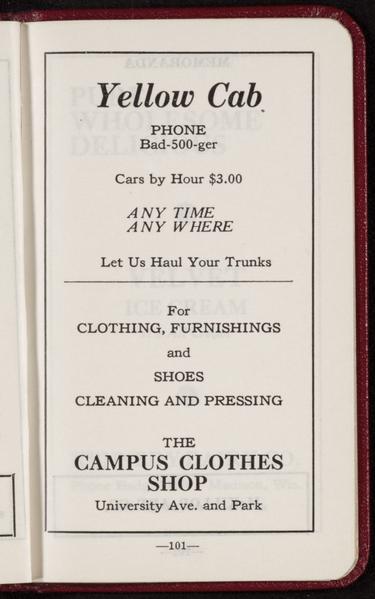 Yellow Cab
PHONE
Bad-500-ger
Cars by Hour $3.00
ANY TIME
ANY WHERE
Let Us Haul Your Trunks
For
CLOTHING, FURNISHINGS
and
SHOES
CLEANING AND PRESSING
THE
CAMPUS CLOTHES
SHOP
University Ave. and Park
—101—